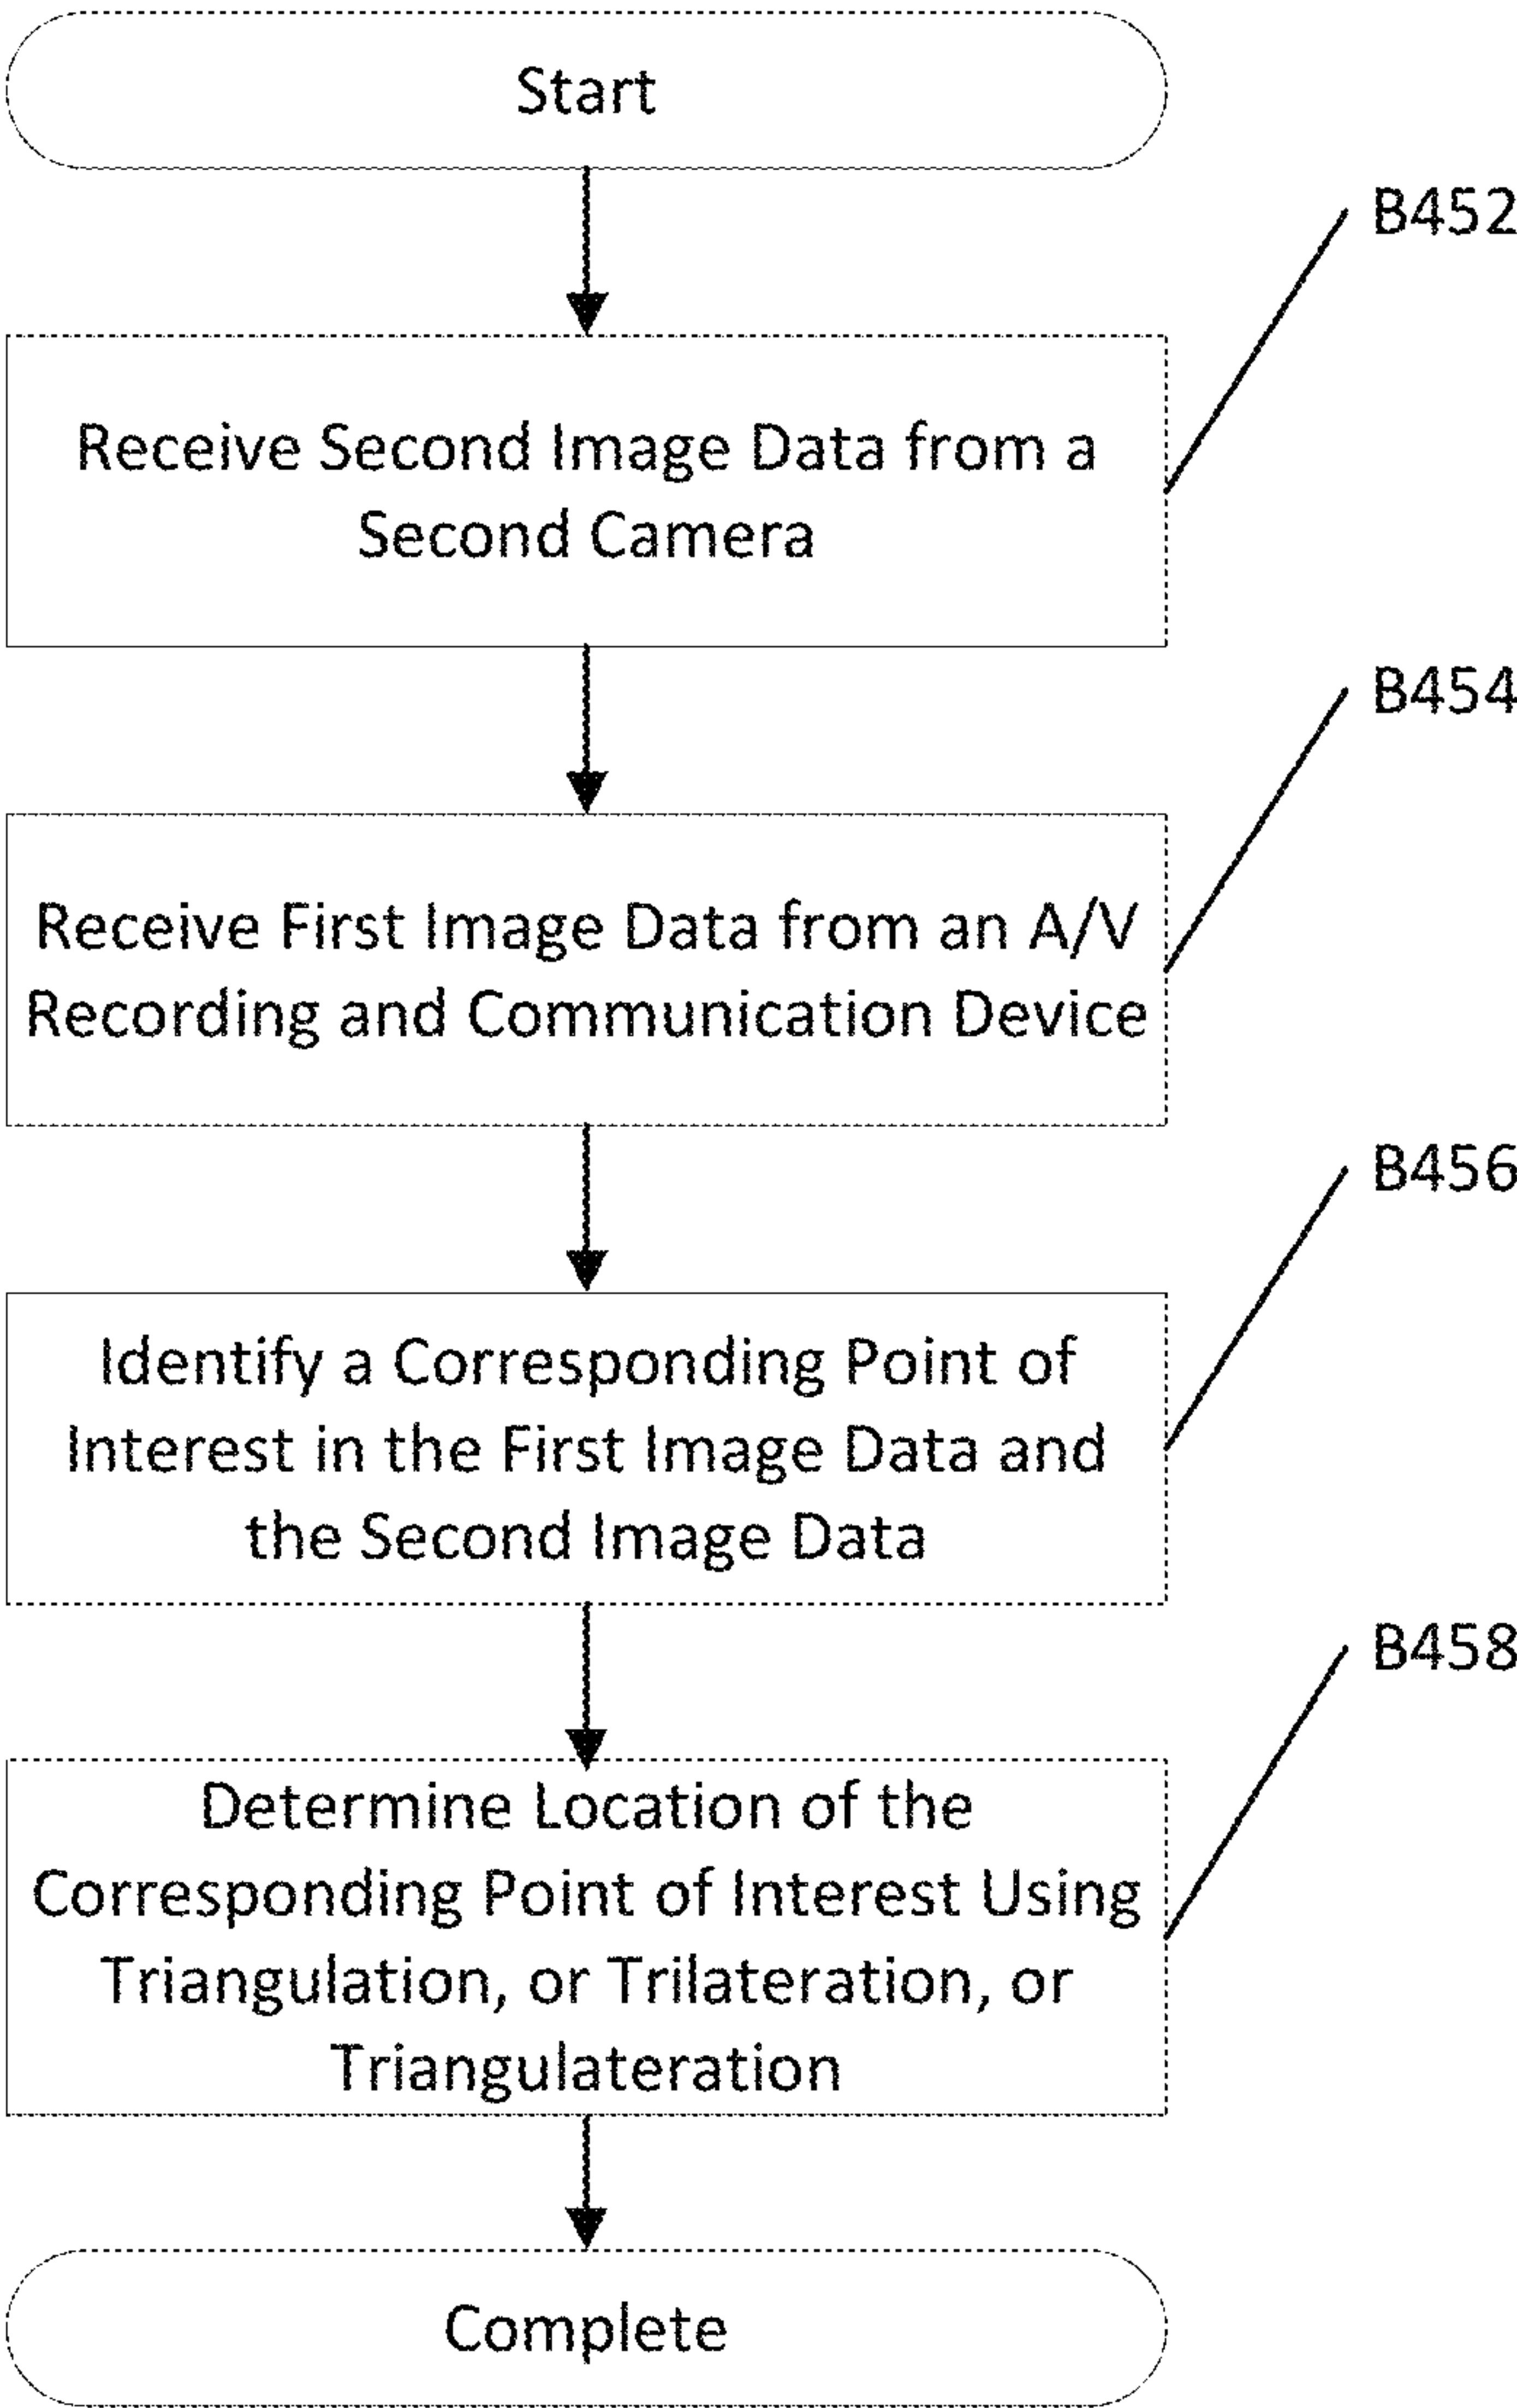 Start
B452
Receive Second Image Data from a
Second Camera
B454
Receive First Image Data from an A/V
Recording and Communication Device
B456
Identify a Corresponding Point of
Interest in the First Image Data and
the Second Image Data
B458
Determine Location of the
Corresponding Point of Interest Using
Triangulation, or Trilateration, or
Triangulateration
Complete